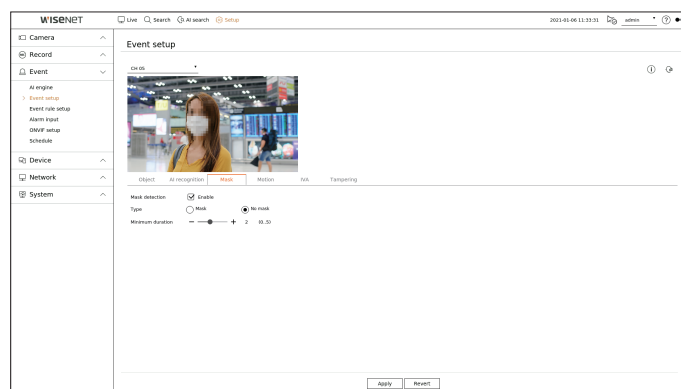 WISENET
Live Search AI search Setup 2021-01-06 11:33:31 admin
Camera
Record
Event
AI engine
Event setup
Event rule setup
Alarm input
ONVIF setup
Schedule
Device
Network
System
Event setup
CH 05
Object AI recognition Mask Motion IVA Tampering
Mask detection Enable
Type Mask No mask
Minimum duration 2 (0..5)
Apply Revert